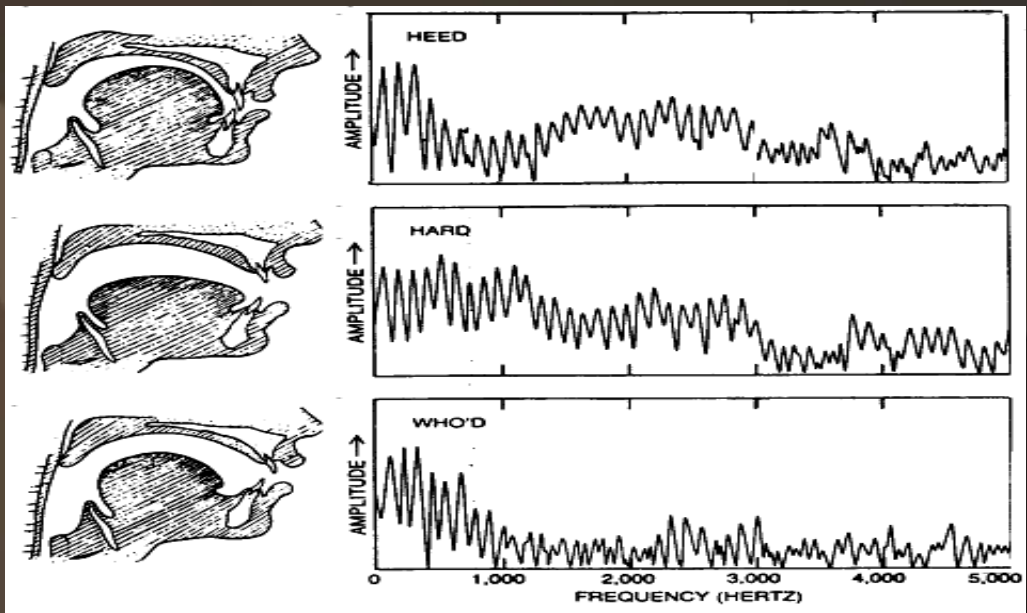 HEED
AMPLITUDE→
HARD
AMPLITUDE→
WHO'D
AMPLITUDE→
0 1,000 2,000 3,000 4,000 5,000
FREQUENCY (HERTZ)